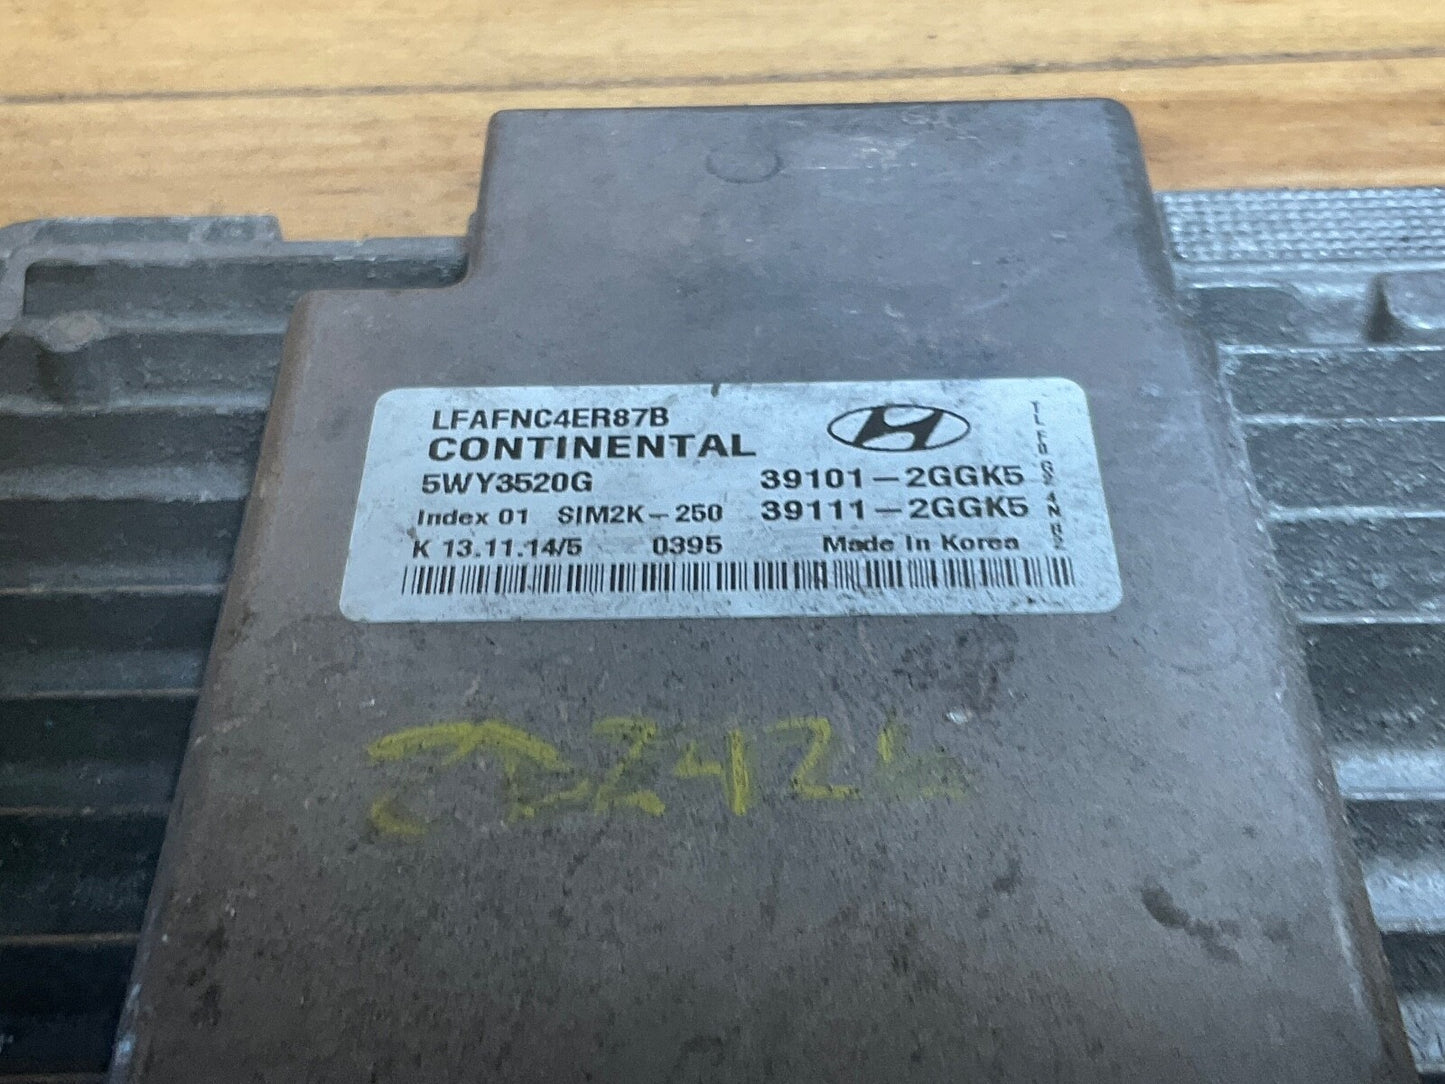 LFAFNC4ER87B
CONTINENTAL
5WY3520G 39101-2GGK5
Index 01 SIM2K-250 39111-2GGK5
K 13.11.14/5 0395 Made In Korea